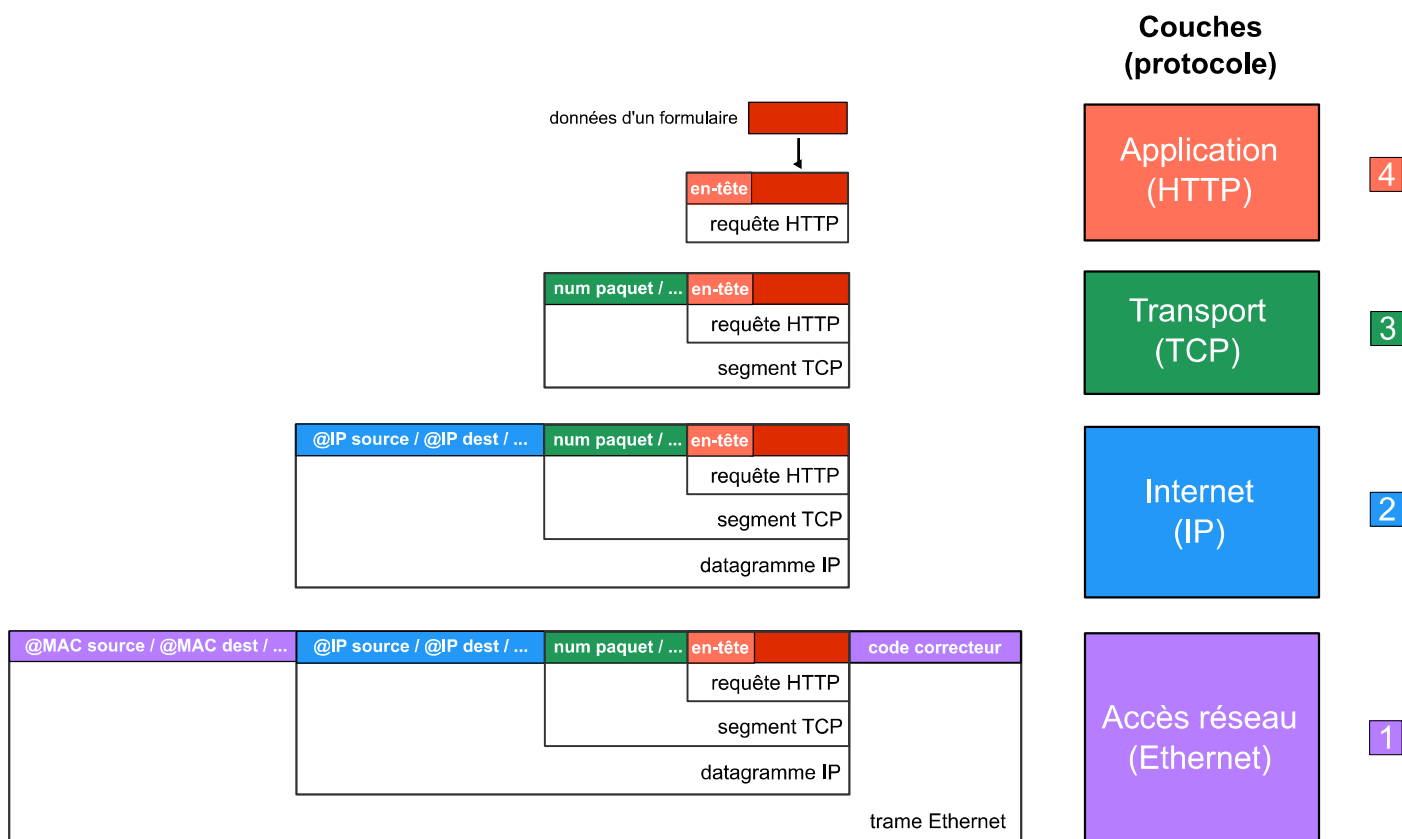 Couches
(protocole)
données d'un formulaire
Application
(HTTP)
4
en-tête
requête HTTP
num paquet / ... en-tête
requête HTTP
segment TCP
Transport
(TCP)
3
@IP source / @IP dest / ... num paquet / ... en-tête
requête HTTP
segment TCP
datagramme IP
Internet
(IP)
2
@MAC source / @MAC dest / ... @IP source / @IP dest / ... num paquet / ... en-tête code correcteur
requête HTTP
segment TCP
datagramme IP
trame Ethernet
Accès réseau
(Ethernet)
1